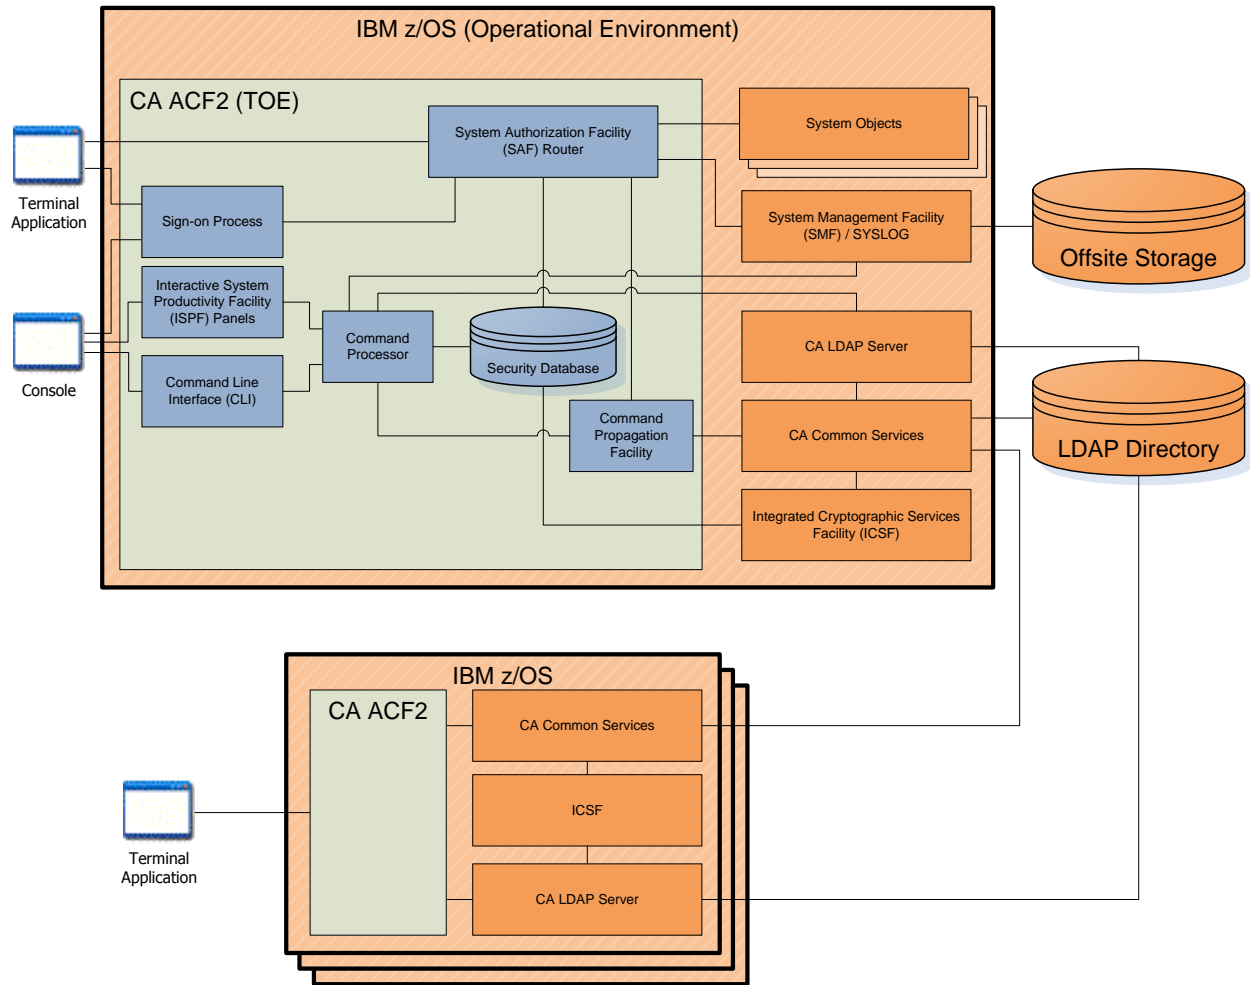 IBM z/OS (Operational Environment)
CA ACF2 (TOE)
System Authorization Facility
(SAF) Router
System Objects
Terminal
Application
Sign-on Process
System Management Facility
(SMF) / SYSLOG
Offsite Storage
Interactive System
Productivity Facility
(ISPF) Panels
Command
Processor
Security Database
CA LDAP Server
Console
Command Line
Interface (CLI)
Command
Propagation
Facility
CA Common Services
LDAP Directory
Integrated Cryptographic Services
Facility (ICSF)
IBM z/OS
CA ACF2
CA Common Services
ICSF
Terminal
Application
CA LDAP Server